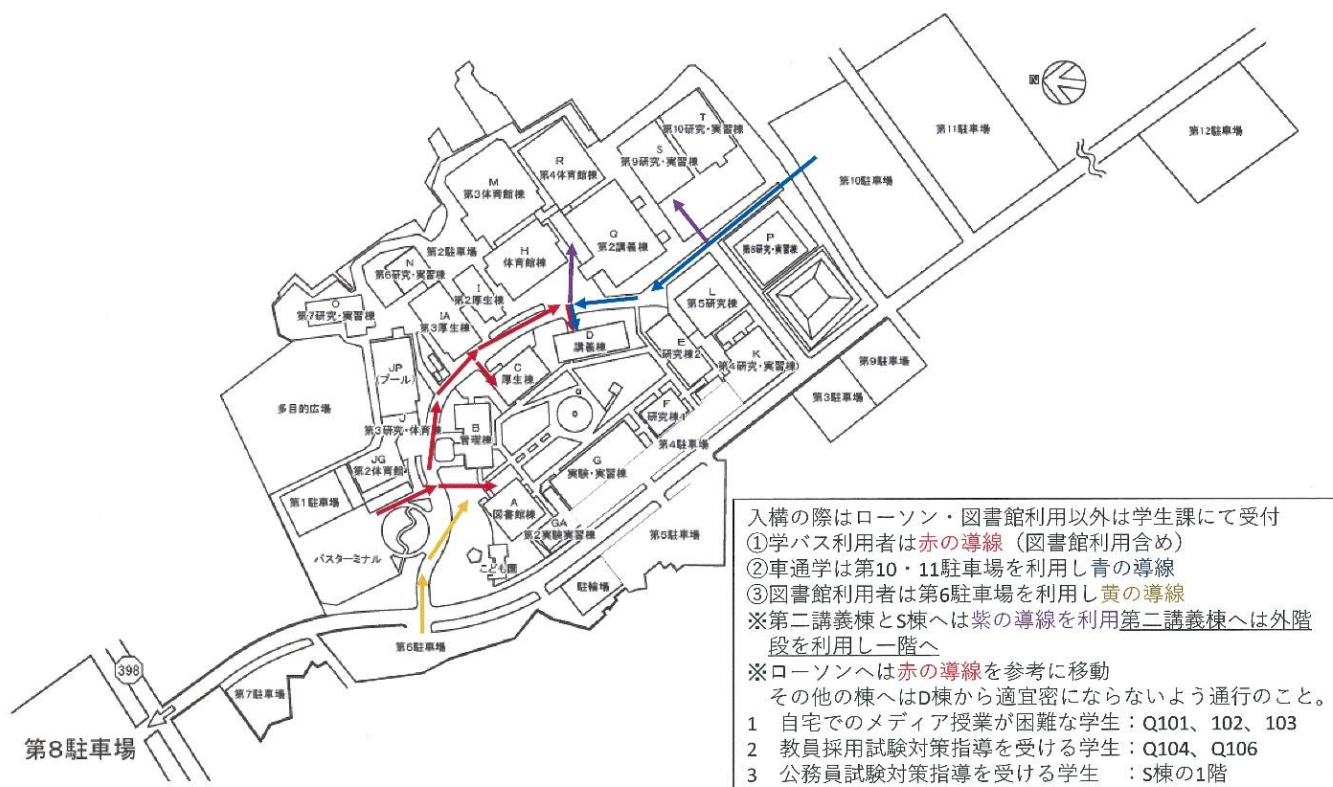 第12駐車場
第11駐車場
第10駐車場
T
第10研究・実習棟
S
第9研究・実習棟
R
第4体育館棟
M
第3体育館棟
Q
第2講義棟
P
第8研究・実習棟
第2駐車場
H
体育館棟
N
第6研究・実習棟
I
第2厚生棟
O
第7研究・実習棟
IA
第3厚生棟
L
第5研究棟
D
講義棟
E
研究棟2
K
(第4研究・実習棟)
C
厚生棟
JP
(プール)
第9駐車場
第3駐車場
多目的広場
F
研究棟1
B
管理棟
J
第3研究・体育棟
第4駐車場
G
実験・実習棟
JG
第2体育館
第1駐車場
A
図書館棟
GA
第2実験実習棟
第5駐車場
バスターミナル
こども園
駐輪場
第6駐車場
398
第7駐車場
第8駐車場
入構の際はローソン・図書館利用以外は学生課にて受付
①学バス利用者は赤の導線（図書館利用含め）
②車通学は第10・11駐車場を利用し青の導線
③図書館利用者は第6駐車場を利用し黄の導線
※第二講義棟とS棟へは紫の導線を利用第二講義棟へは外階
段を利用し一階へ
※ローソンへは赤の導線を参考に移動
その他の棟へはD棟から適宜密にならないよう通行のこと。
1 自宅でのメディア授業が困難な学生：Q101、102、103
2 教員採用試験対策指導を受ける学生：Q104、Q106
3 公務員試験対策指導を受ける学生 ：S棟の1階